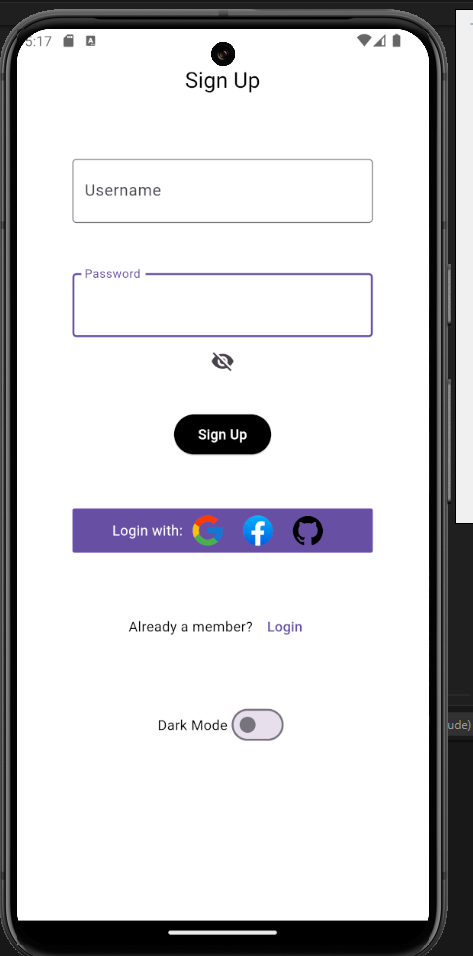 5:17
Sign Up
Username
Password
Sign Up
Login with:
Already a member? Login
Dark Mode
ude)